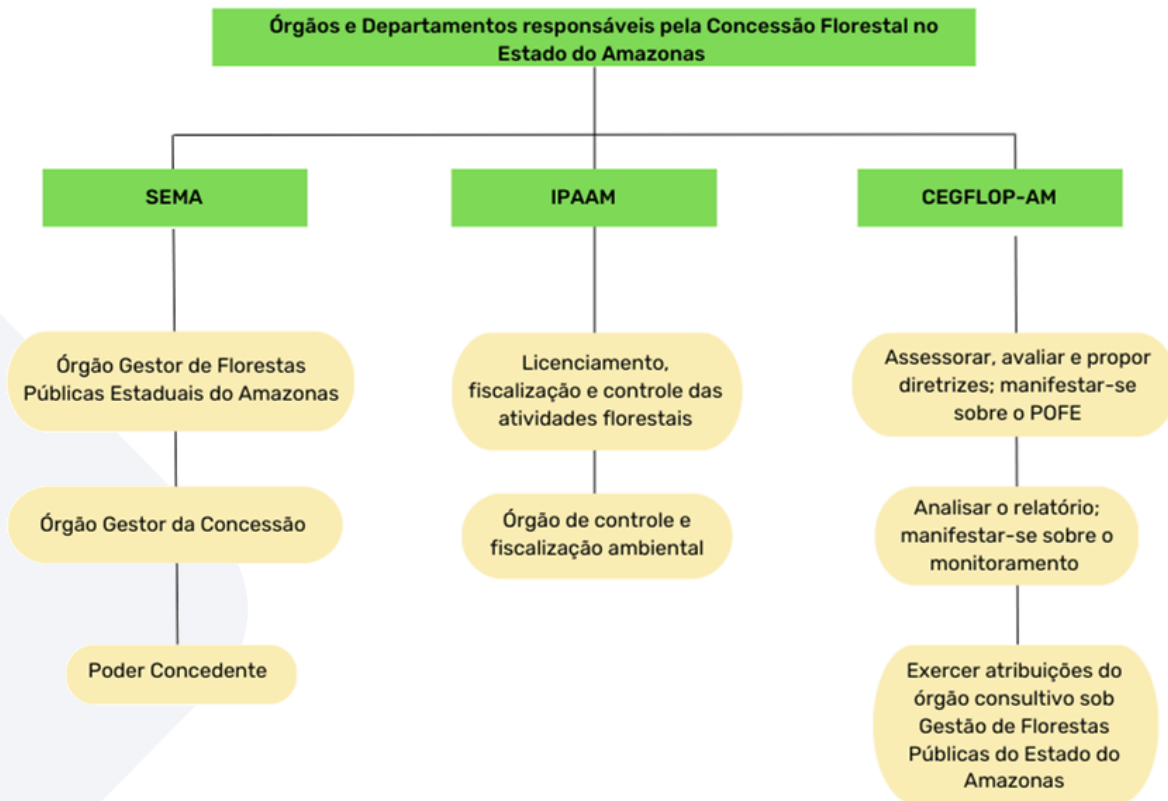 Órgãos e Departamentos responsáveis pela Concessão Florestal no
Estado do Amazonas
SEMA
IPAAM
CEGFLOP-AM
Órgão Gestor de Florestas
Públicas Estaduais do Amazonas
Licenciamento,
fiscalização e controle das
atividades florestais
Assessorar, avaliar e propor
diretrizes; manifestar-se
sobre o POFE
Órgão Gestor da Concessão
Órgão de controle e
fiscalização ambiental
Analisar o relatório;
manifestar-se sobre o
monitoramento
Poder Concedente
Exercer atribuições do
órgão consultivo sob
Gestão de Florestas
Públicas do Estado do
Amazonas